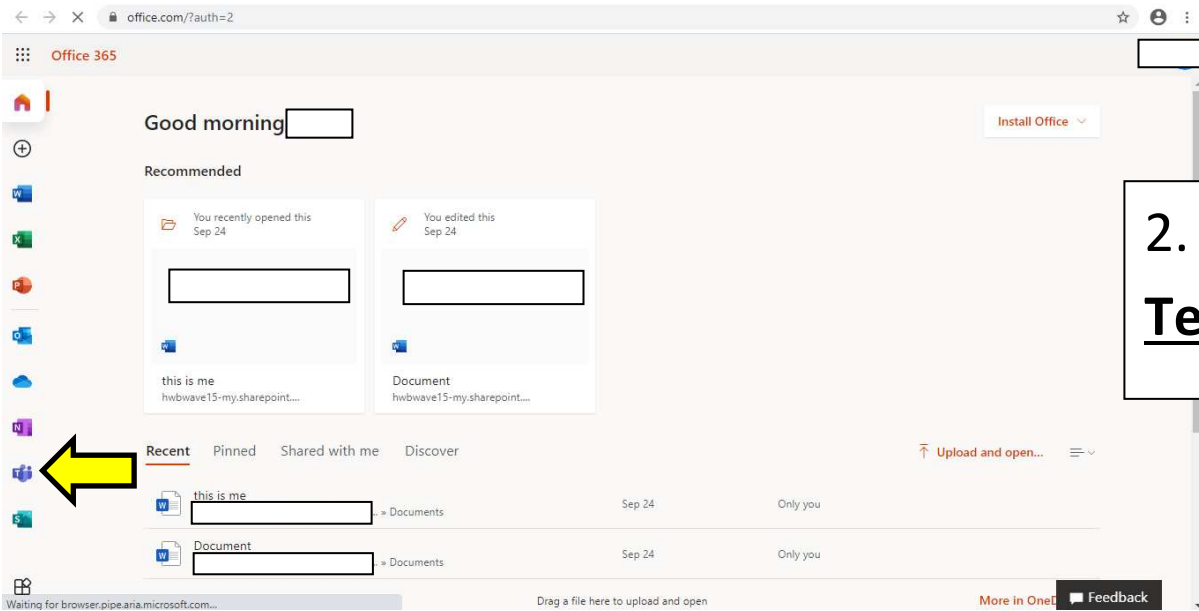 office.com/?auth=2
Office 365
Good morning
Install Office
Recommended
You recently opened this
Sep 24
You edited this
Sep 24
2.
this is me
hwbwave15-my.sharepoint....
Document
hwbwave15-my.sharepoint....
Recent Pinned Shared with me Discover
Upload and open...
this is me
.. » Documents
Sep 24 Only you
Document
.. » Documents
Sep 24 Only you
Waiting for browser.pipe.aria.microsoft.com...
Drag a file here to upload and open
More in
Feedback